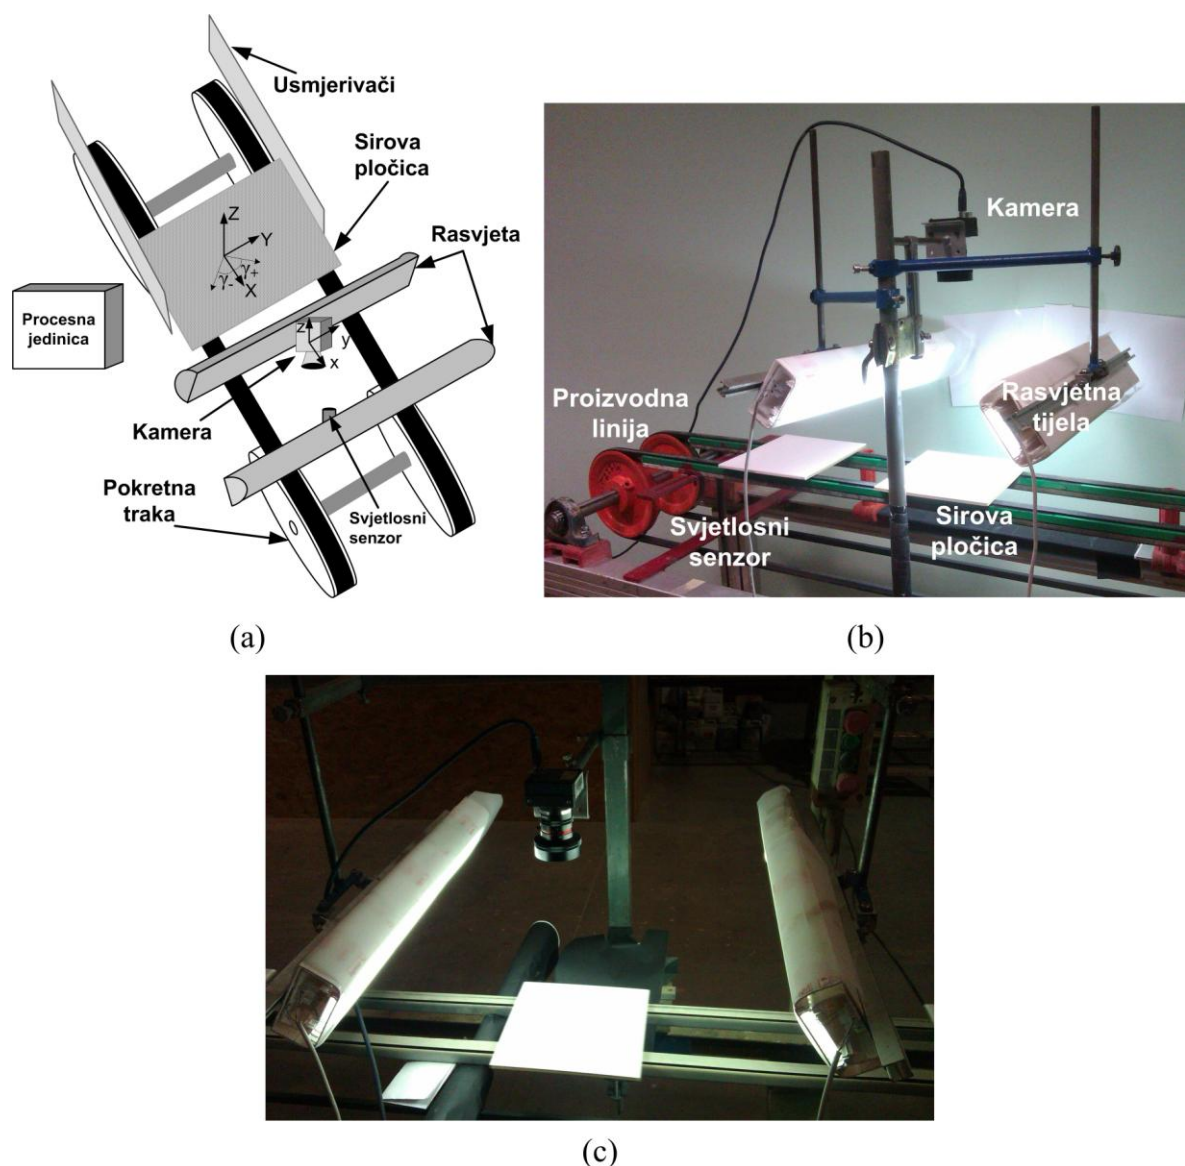 Usmjerivači
Sirova
pločica
Z
Y
γ+
γ-
X
Rasvjeta
Procesna
jedinica
z
y
x
Kamera
Pokretna
traka
Svjetlosni
senzor
(a)
Kamera
Proizvodna
linija
Rasvjetna
tijela
Svjetlosni
senzor
Sirova
pločica
(b)
(c)